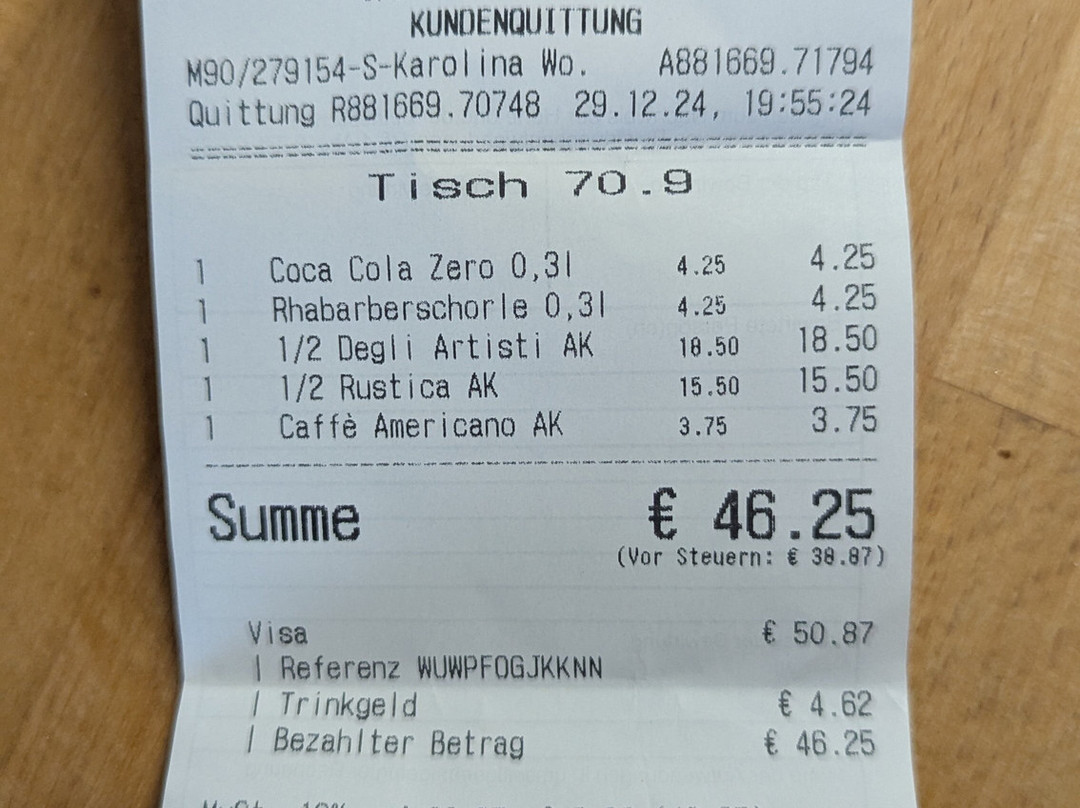 KUNDENQUITTUNG
M90/279154-S-Karolina Wo. A881669.71794
Quittung R881669.70748 29.12.24, 19:55:24
Tisch 70.9
1 Coca Cola Zero 0,3l 4.25 4.25
1 Rhabarberschorle 0,3l 4.25 4.25
1 1/2 Degli Artisti AK 18.50 18.50
1 1/2 Rustica AK 15.50 15.50
1 Caffè Americano AK 3.75 3.75
Summe € 46.25
(Vor Steuern: € 38.87)
Visa € 50.87
| Referenz WUWPFOGJKKNN
| Trinkgeld € 4.62
| Bezahlter Betrag € 46.25